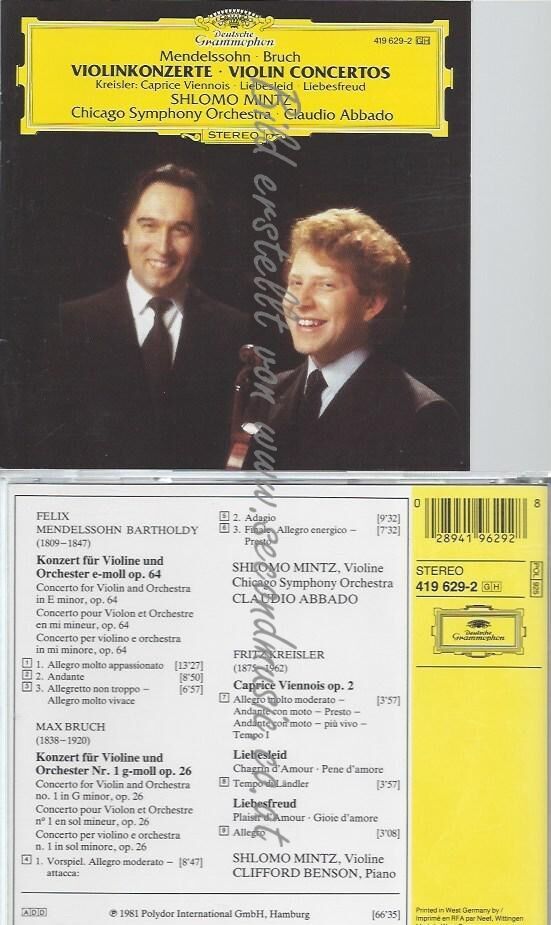 Deutsche
Grammophon
419 629-2 GH
Mendelssohn · Bruch
VIOLINKONZERTE · VIOLIN CONCERTOS
Kreisler: Caprice Viennois · Liebesleid · Liebesfreud
SHLOMO MINTZ
Chicago Symphony Orchestra · Claudio Abbado
STEREO
Bild erstellt von www.secondmusic.co.at
FELIX
MENDELSSOHN BARTHOLDY
(1809–1847)
Konzert für Violine und
Orchester e-moll op. 64
Concerto for Violin and Orchestra
in E minor, op. 64
Concerto pour Violon et Orchestre
en mi mineur, op. 64
Concerto per violino e orchestra
in mi minore, op. 64
1 1. Allegro molto appassionato [13'27]
2 2. Andante [8'50]
3 3. Allegretto non troppo – [6'57]
Allegro molto vivace
MAX BRUCH
(1838–1920)
Konzert für Violine und
Orchester Nr. 1 g-moll op. 26
Concerto for Violin and Orchestra
no. 1 in G minor, op. 26
Concerto pour Violon et Orchestre
nº 1 en sol mineur, op. 26
Concerto per violino e orchestra
n. 1 in sol minore, op. 26
4 1. Vorspiel. Allegro moderato – [8'47]
attacca:
5 2. Adagio [9'32]
6 3. Finale. Allegro energico – [7'32]
Presto
SHLOMO MINTZ, Violine
Chicago Symphony Orchestra
CLAUDIO ABBADO
FRITZ KREISLER
(1875–1962)
Caprice Viennois op. 2
7 Allegro molto moderato – [3'57]
Andante con moto – Presto –
Andante con moto – più vivo –
Tempo I
Liebesleid
Chagrin d'Amour · Pene d'amore
8 Tempo di Ländler [3'57]
Liebesfreud
Plaisir d'Amour · Gioie d'amore
9 Allegro [3'08]
SHLOMO MINTZ, Violine
CLIFFORD BENSON, Piano
ADD
℗ 1981 Polydor International GmbH, Hamburg [66'35]
0 28941 96292 8
STEREO
419 629-2 GH
POL 925
Deutsche
Grammophon
Printed in West Germany by /
Imprimé en RFA par Neef, Wittingen